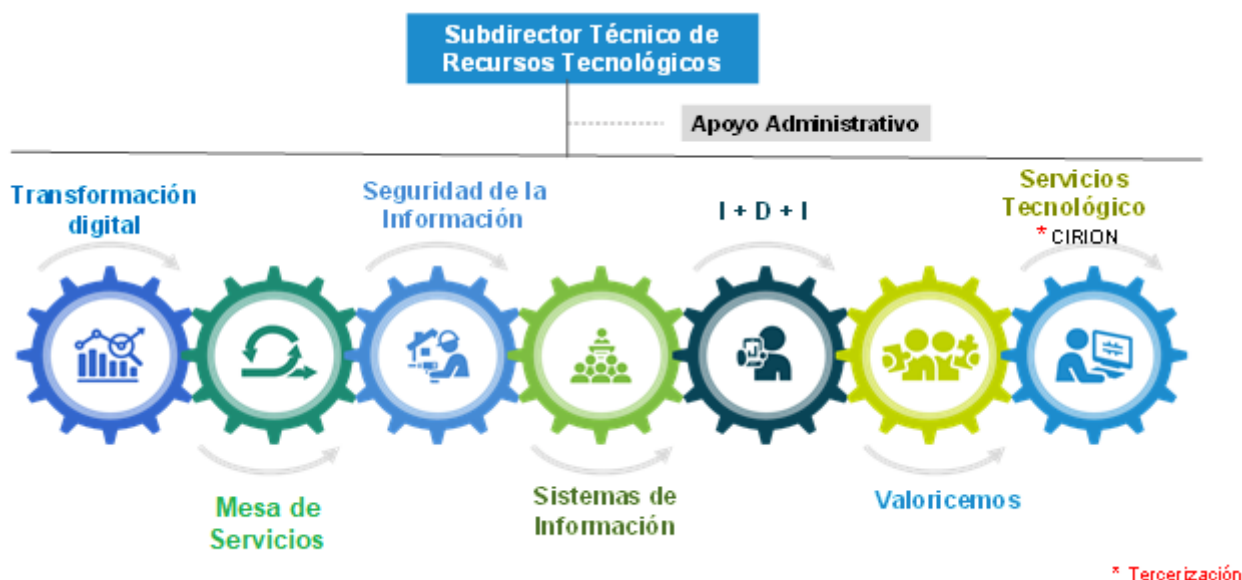 Subdirector Técnico de
Recursos Tecnológicos
Apoyo Administrativo
Transformación
digital
Seguridad de la
Información
I + D + I
Servicios
Tecnológico
* CIRION
Mesa de
Servicios
Sistemas de
Información
Valoricemos
* Tercerización